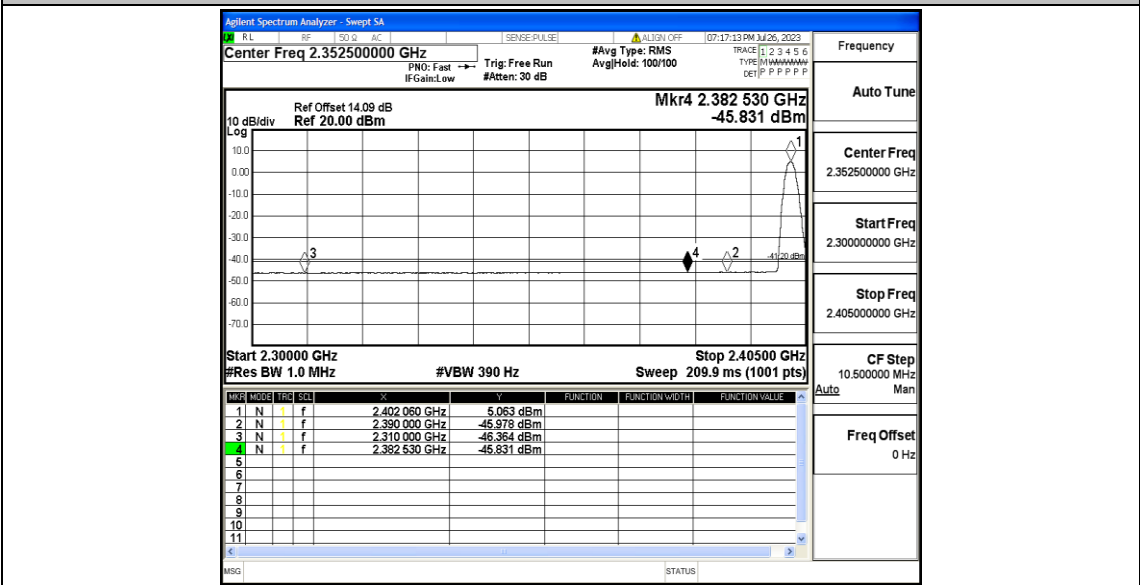 Agilent Spectrum Analyzer - Swept SA
RL RF 50 Ω AC SENSE:PULSE ALIGN OFF 07:17:13 PM Jul 26, 2023
Center Freq 2.352500000 GHz
PNO: Fast
IFGain:Low
Trig: Free Run
#Atten: 30 dB
#Avg Type: RMS
Avg|Hold: 100/100
TRACE 1 2 3 4 5 6
TYPE M
DET P P P P P P
Frequency
Auto Tune
Center Freq
2.352500000 GHz
Start Freq
2.300000000 GHz
Stop Freq
2.405000000 GHz
CF Step
10.500000 MHz
Auto Man
Freq Offset
0 Hz
Mkr4 2.382 530 GHz
-45.831 dBm
Ref Offset 14.09 dB
10 dB/div Ref 20.00 dBm
Log
10.0
0.00
-10.0
-20.0
-30.0
-40.0
-50.0
-60.0
-70.0
1
2
3
4
-41.20 dBm
Start 2.30000 GHz Stop 2.40500 GHz
#Res BW 1.0 MHz #VBW 390 Hz Sweep 209.9 ms (1001 pts)
MKR MODE TRC SCL X Y FUNCTION FUNCTION WIDTH FUNCTION VALUE
1 N 1 f 2.402 060 GHz 5.063 dBm
2 N 1 f 2.390 000 GHz -45.978 dBm
3 N 1 f 2.310 000 GHz -46.364 dBm
4 N 1 f 2.382 530 GHz -45.831 dBm
5
6
7
8
9
10
11
MSG STATUS